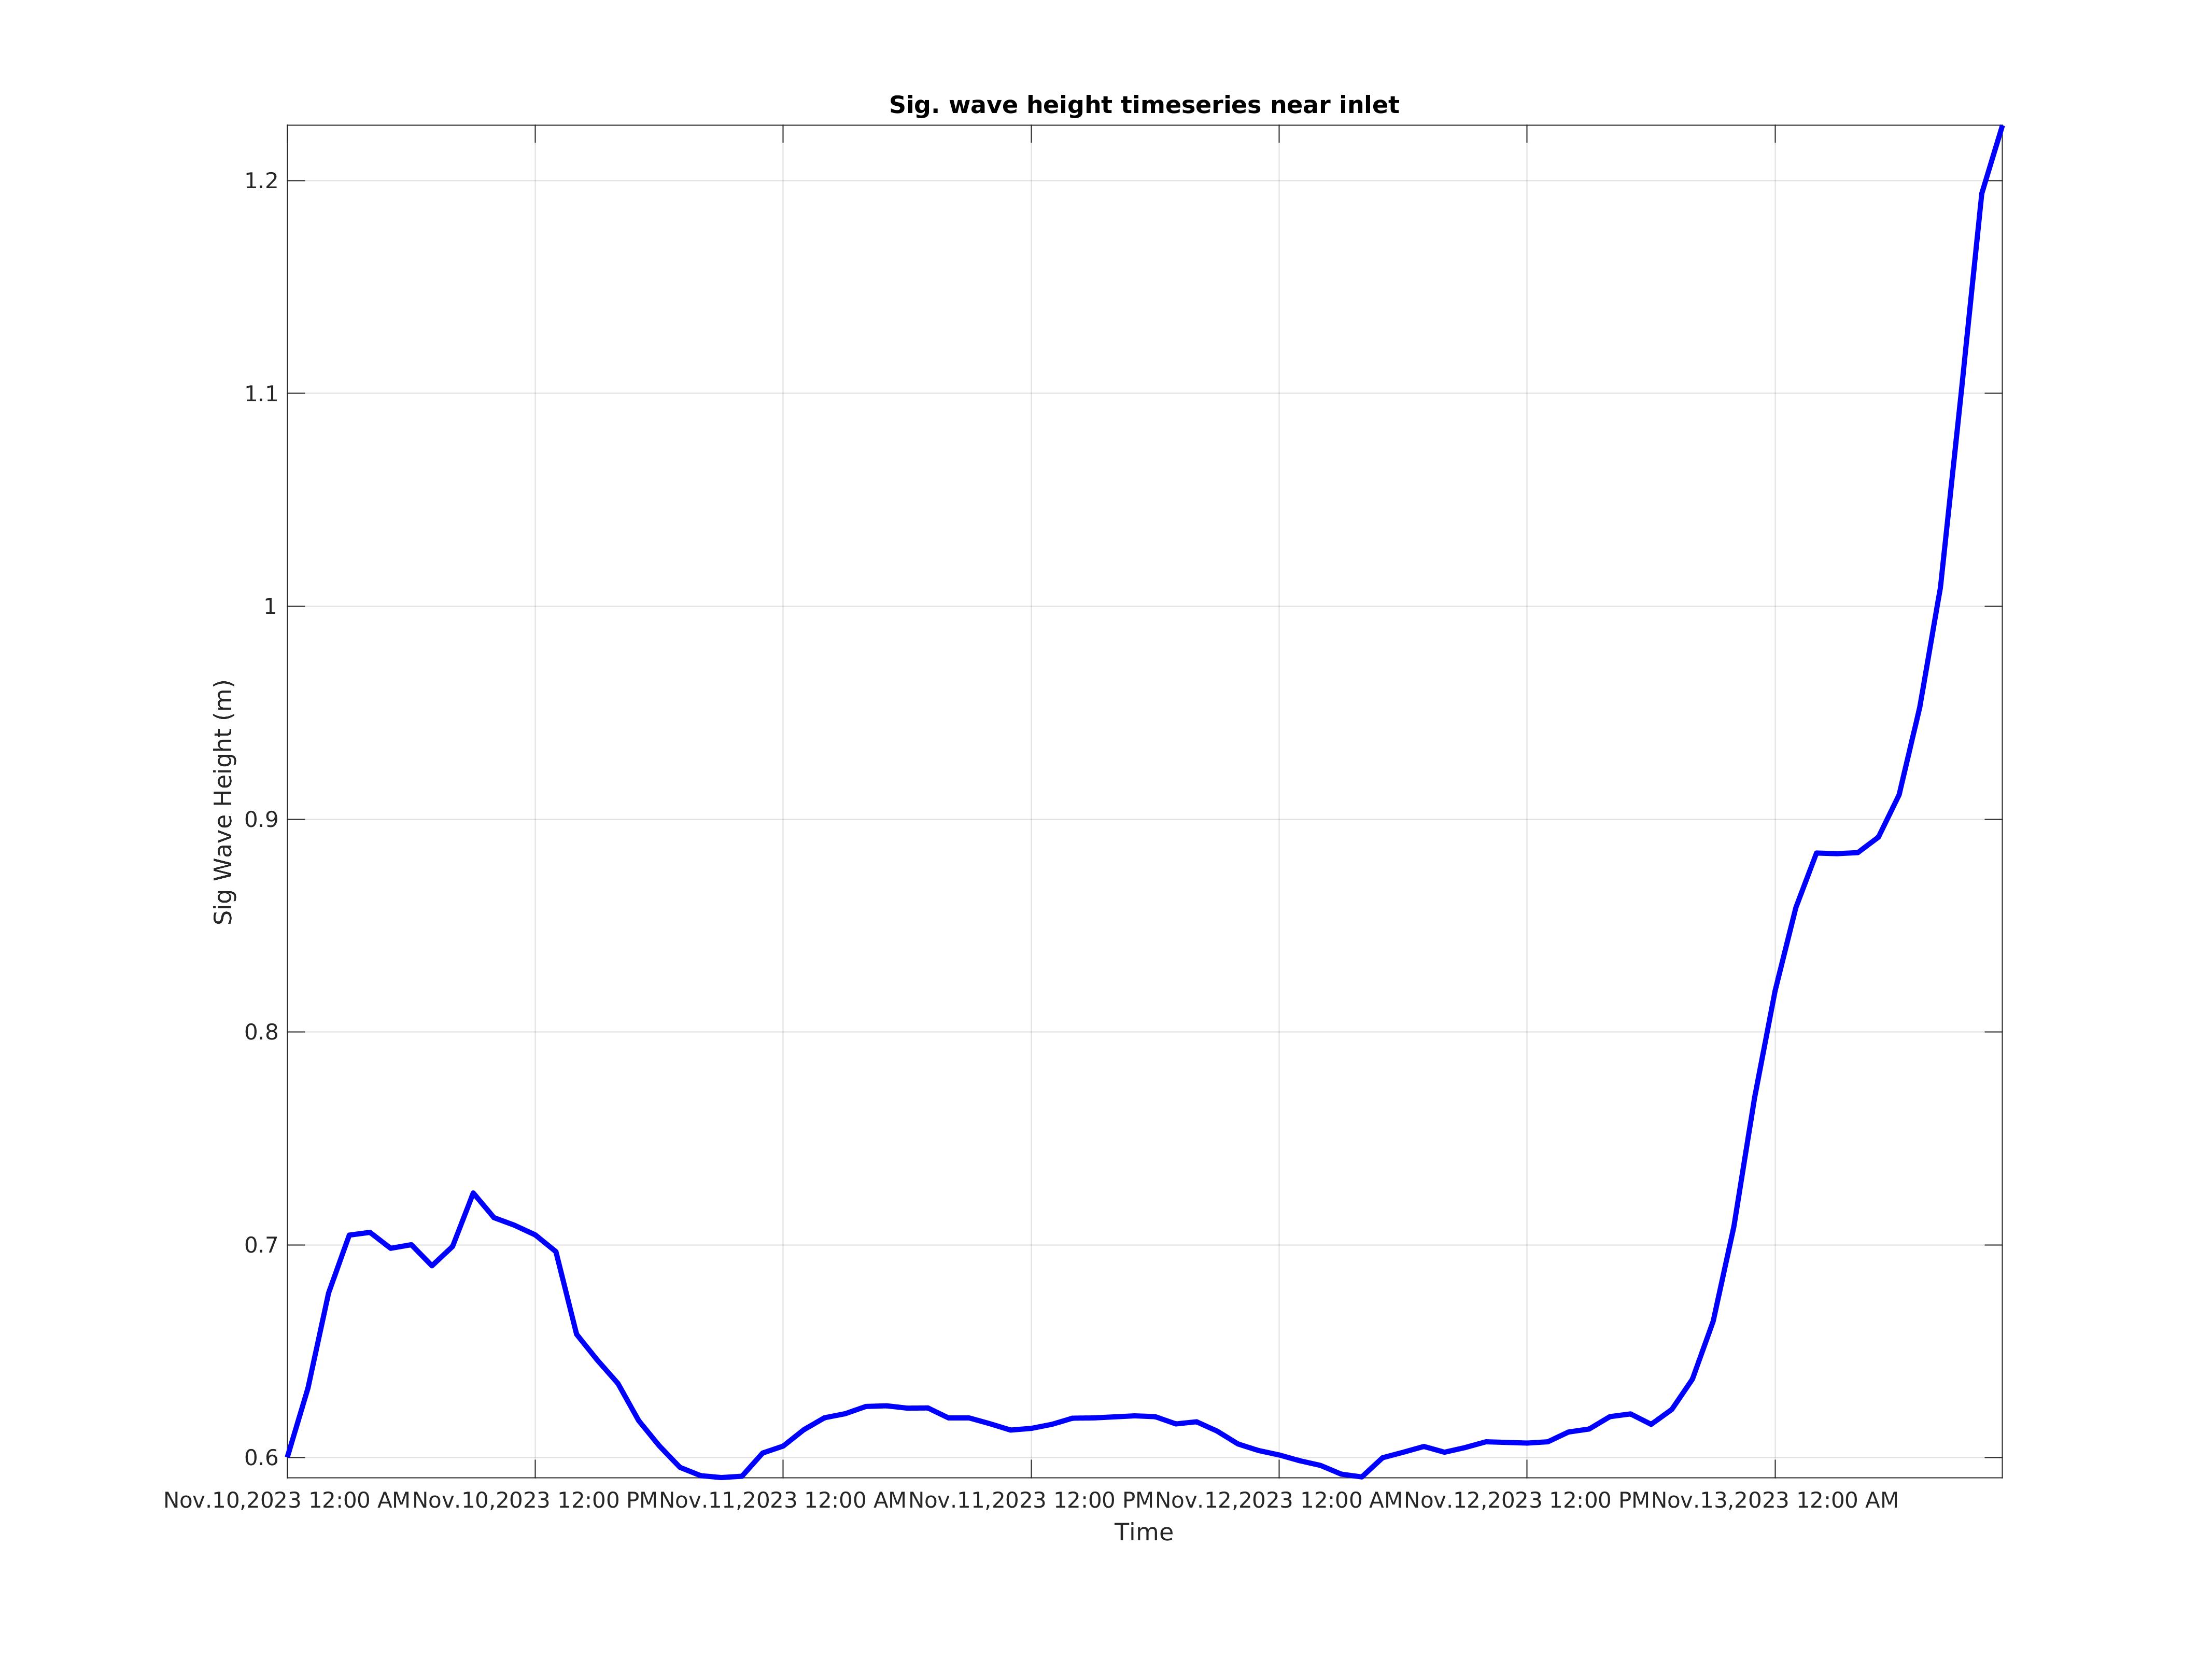 Sig. wave height timeseries near inlet
1.2
1.1
1
0.9
0.8
0.7
0.6
Sig Wave Height (m)
Nov.10,2023 12:00 AM Nov.10,2023 12:00 PM Nov.11,2023 12:00 AM Nov.11,2023 12:00 PM Nov.12,2023 12:00 AM Nov.12,2023 12:00 PM Nov.13,2023 12:00 AM
Time